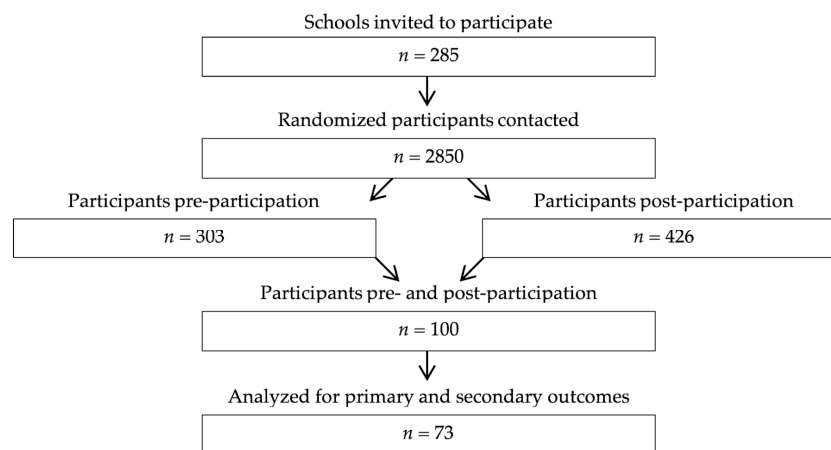 Schools invited to participate
n = 285
Randomized participants contacted
n = 2850
Participants pre-participation
n = 303
Participants post-participation
n = 426
Participants pre- and post-participation
n = 100
Analyzed for primary and secondary outcomes
n = 73